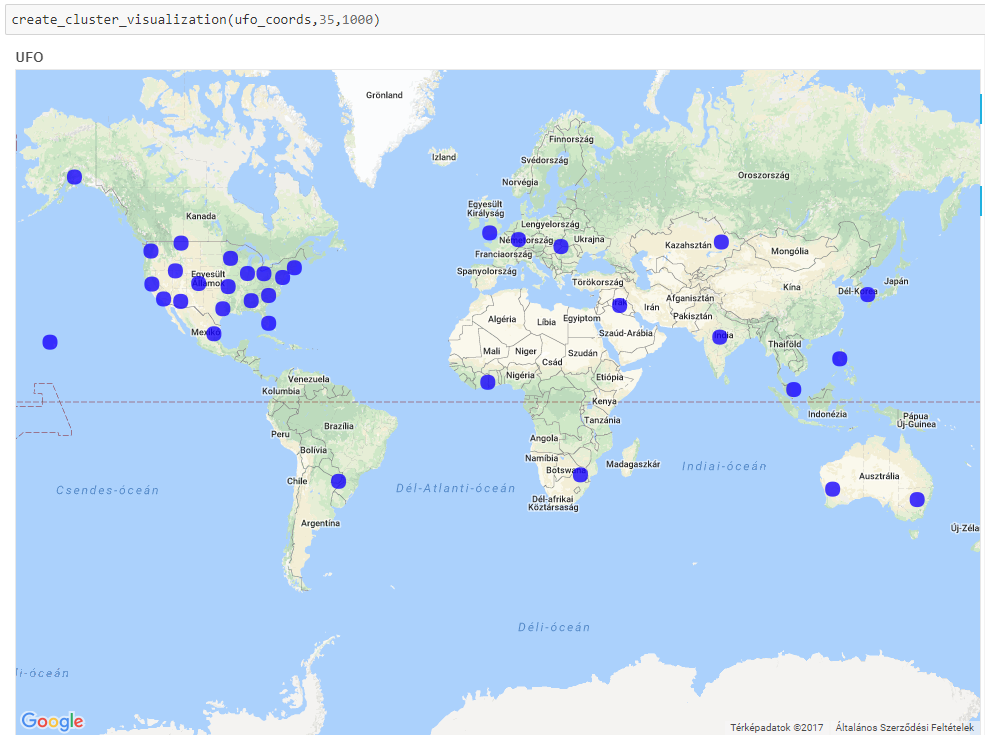 create_cluster_visualization(ufo_coords,35,1000)
UFO
Grönland
Finnország
Izland
Svédország
Oroszország
Norvégia
Kanada
Egyesült
Királyság
Lengyelország
Németország
Ukrajna
Kazahsztán
Mongólia
Franciaország
Egyesült
Államok
Spanyolország
Törökország
Japán
Kína
Dél-Korea
Afganisztán
Irak
Irán
Algéria
Líbia
Egyiptom
Pakisztán
Mexikó
Szaúd-Arábia
India
Thaiföld
Mali
Niger
Szudán
Csád
Nigéria
Etiópia
Venezuela
Kolumbia
Kenya
Indonézia
Pápua
Új-Guinea
Tanzánia
Brazília
Peru
Angola
Bolívia
Namíbia
Madagaszkár
Indiai-óceán
Botswana
Ausztrália
Chile
Csendes-óceán
Dél-Atlanti-óceán
Dél-afrikai
Köztársaság
Argentína
Új-Zéla
Déli-óceán
li-óceán
Google
Térképadatok ©2017 Általános Szerződési Feltételek